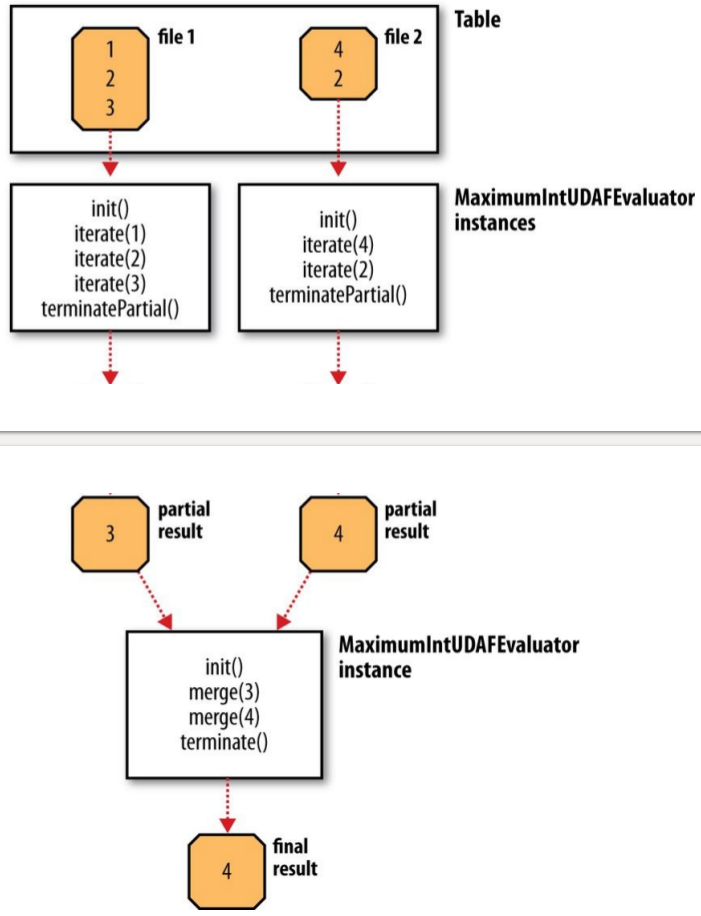 Table
file 1
1
2
3
file 2
4
2
MaximumIntUDAFEvaluator
instances
init()
iterate(1)
iterate(2)
iterate(3)
terminatePartial()
init()
iterate(4)
iterate(2)
terminatePartial()
3
partial
result
4
partial
result
MaximumIntUDAFEvaluator
instance
init()
merge(3)
merge(4)
terminate()
4
final
result